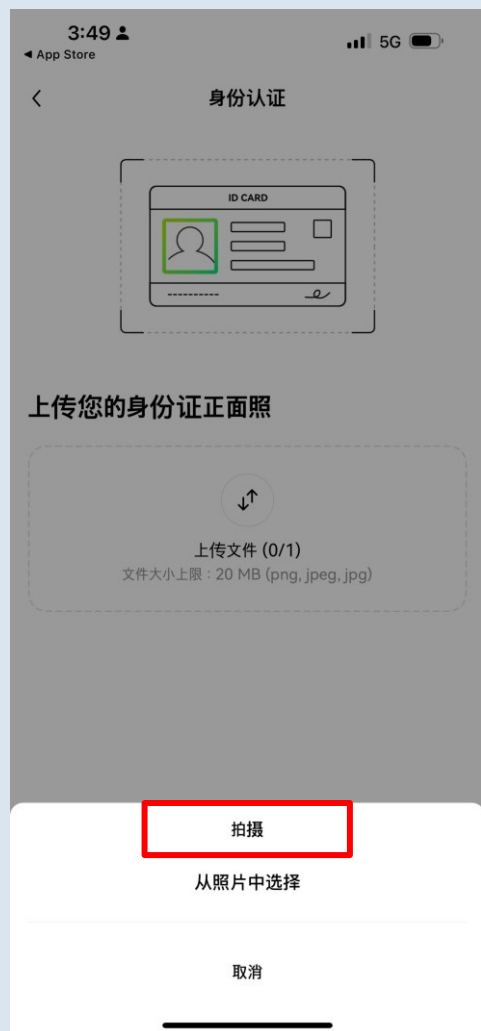 3:49
5G
◀ App Store
身份认证
ID CARD
上传您的身份证正面照
上传文件 (0/1)
文件大小上限：20 MB (png, jpeg, jpg)
拍摄
从照片中选择
取消